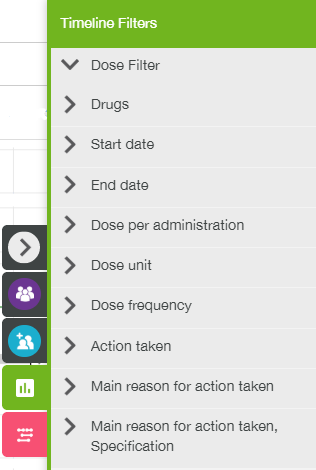 Timeline Filters
Dose Filter
Drugs
Start date
End date
Dose per administration
Dose unit
Dose frequency
Action taken
Main reason for action taken
Main reason for action taken,
Specification